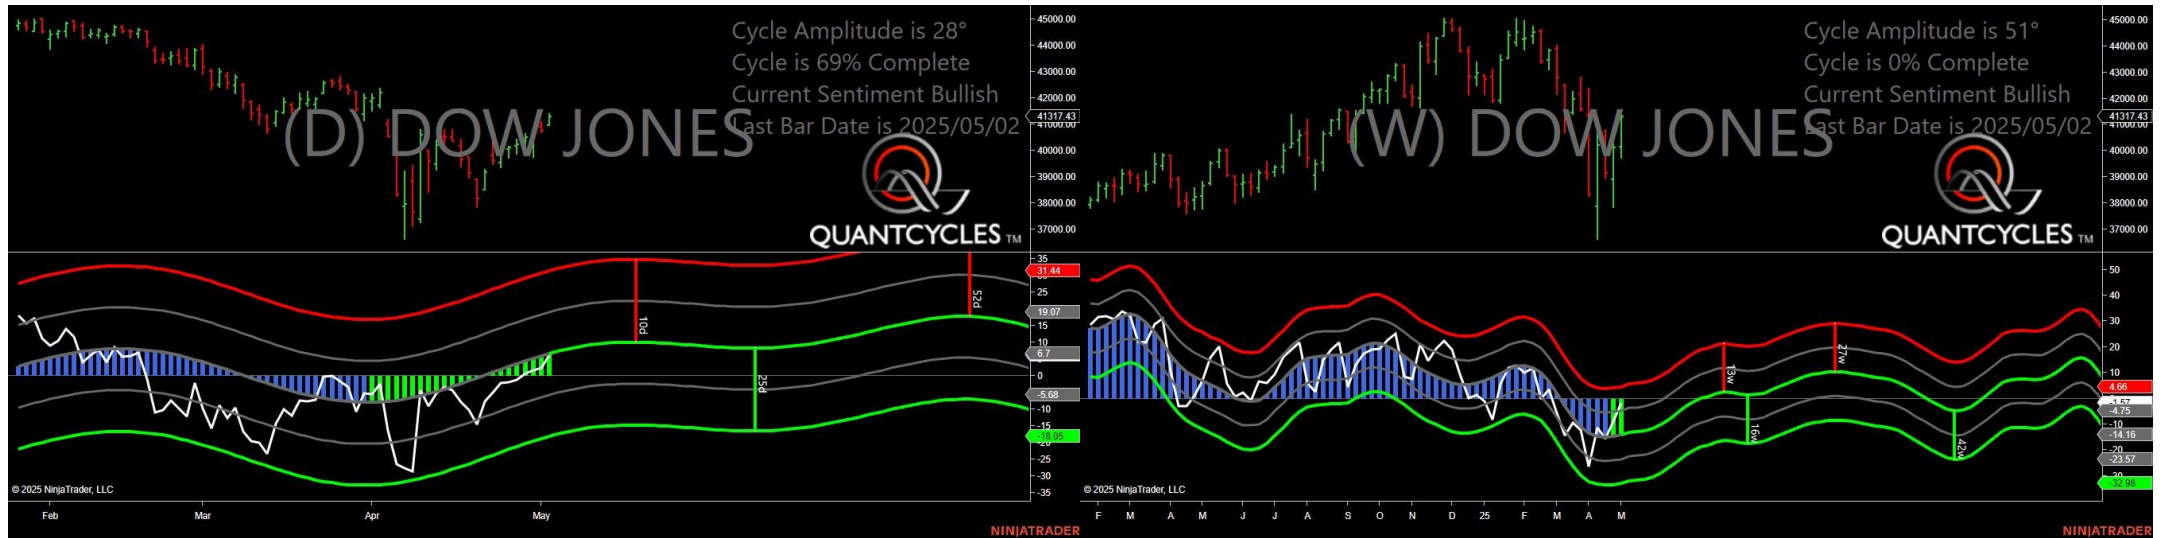 Cycle Amplitude is 28°
Cycle is 69% Complete
Current Sentiment Bullish
Last Bar Date is 2025/05/02
(D) DOW JONES
QUANTCYCLES TM
45000.00
44000.00
43000.00
42000.00
41317.43
41000.00
40000.00
39000.00
38000.00
37000.00
35
31.44
25
19.07
15
10
6.7
0
-5.68
-10
-15
-18.05
-25
-30
-35
10d
25d
52d
© 2025 NinjaTrader, LLC
Feb
Mar
Apr
May
NINJATRADER
Cycle Amplitude is 51°
Cycle is 0% Complete
Current Sentiment Bullish
Last Bar Date is 2025/05/02
(W) DOW JONES
QUANTCYCLES TM
45000.00
44000.00
43000.00
42000.00
41317.43
41000.00
40000.00
39000.00
38000.00
37000.00
50
40
30
20
10
4.66
-1.57
-4.75
-10
-14.16
-23.57
-32.98
13w
16w
27w
42w
© 2025 NinjaTrader, LLC
F
M
A
M
J
J
A
S
O
N
D
25
F
M
A
M
NINJATRADER